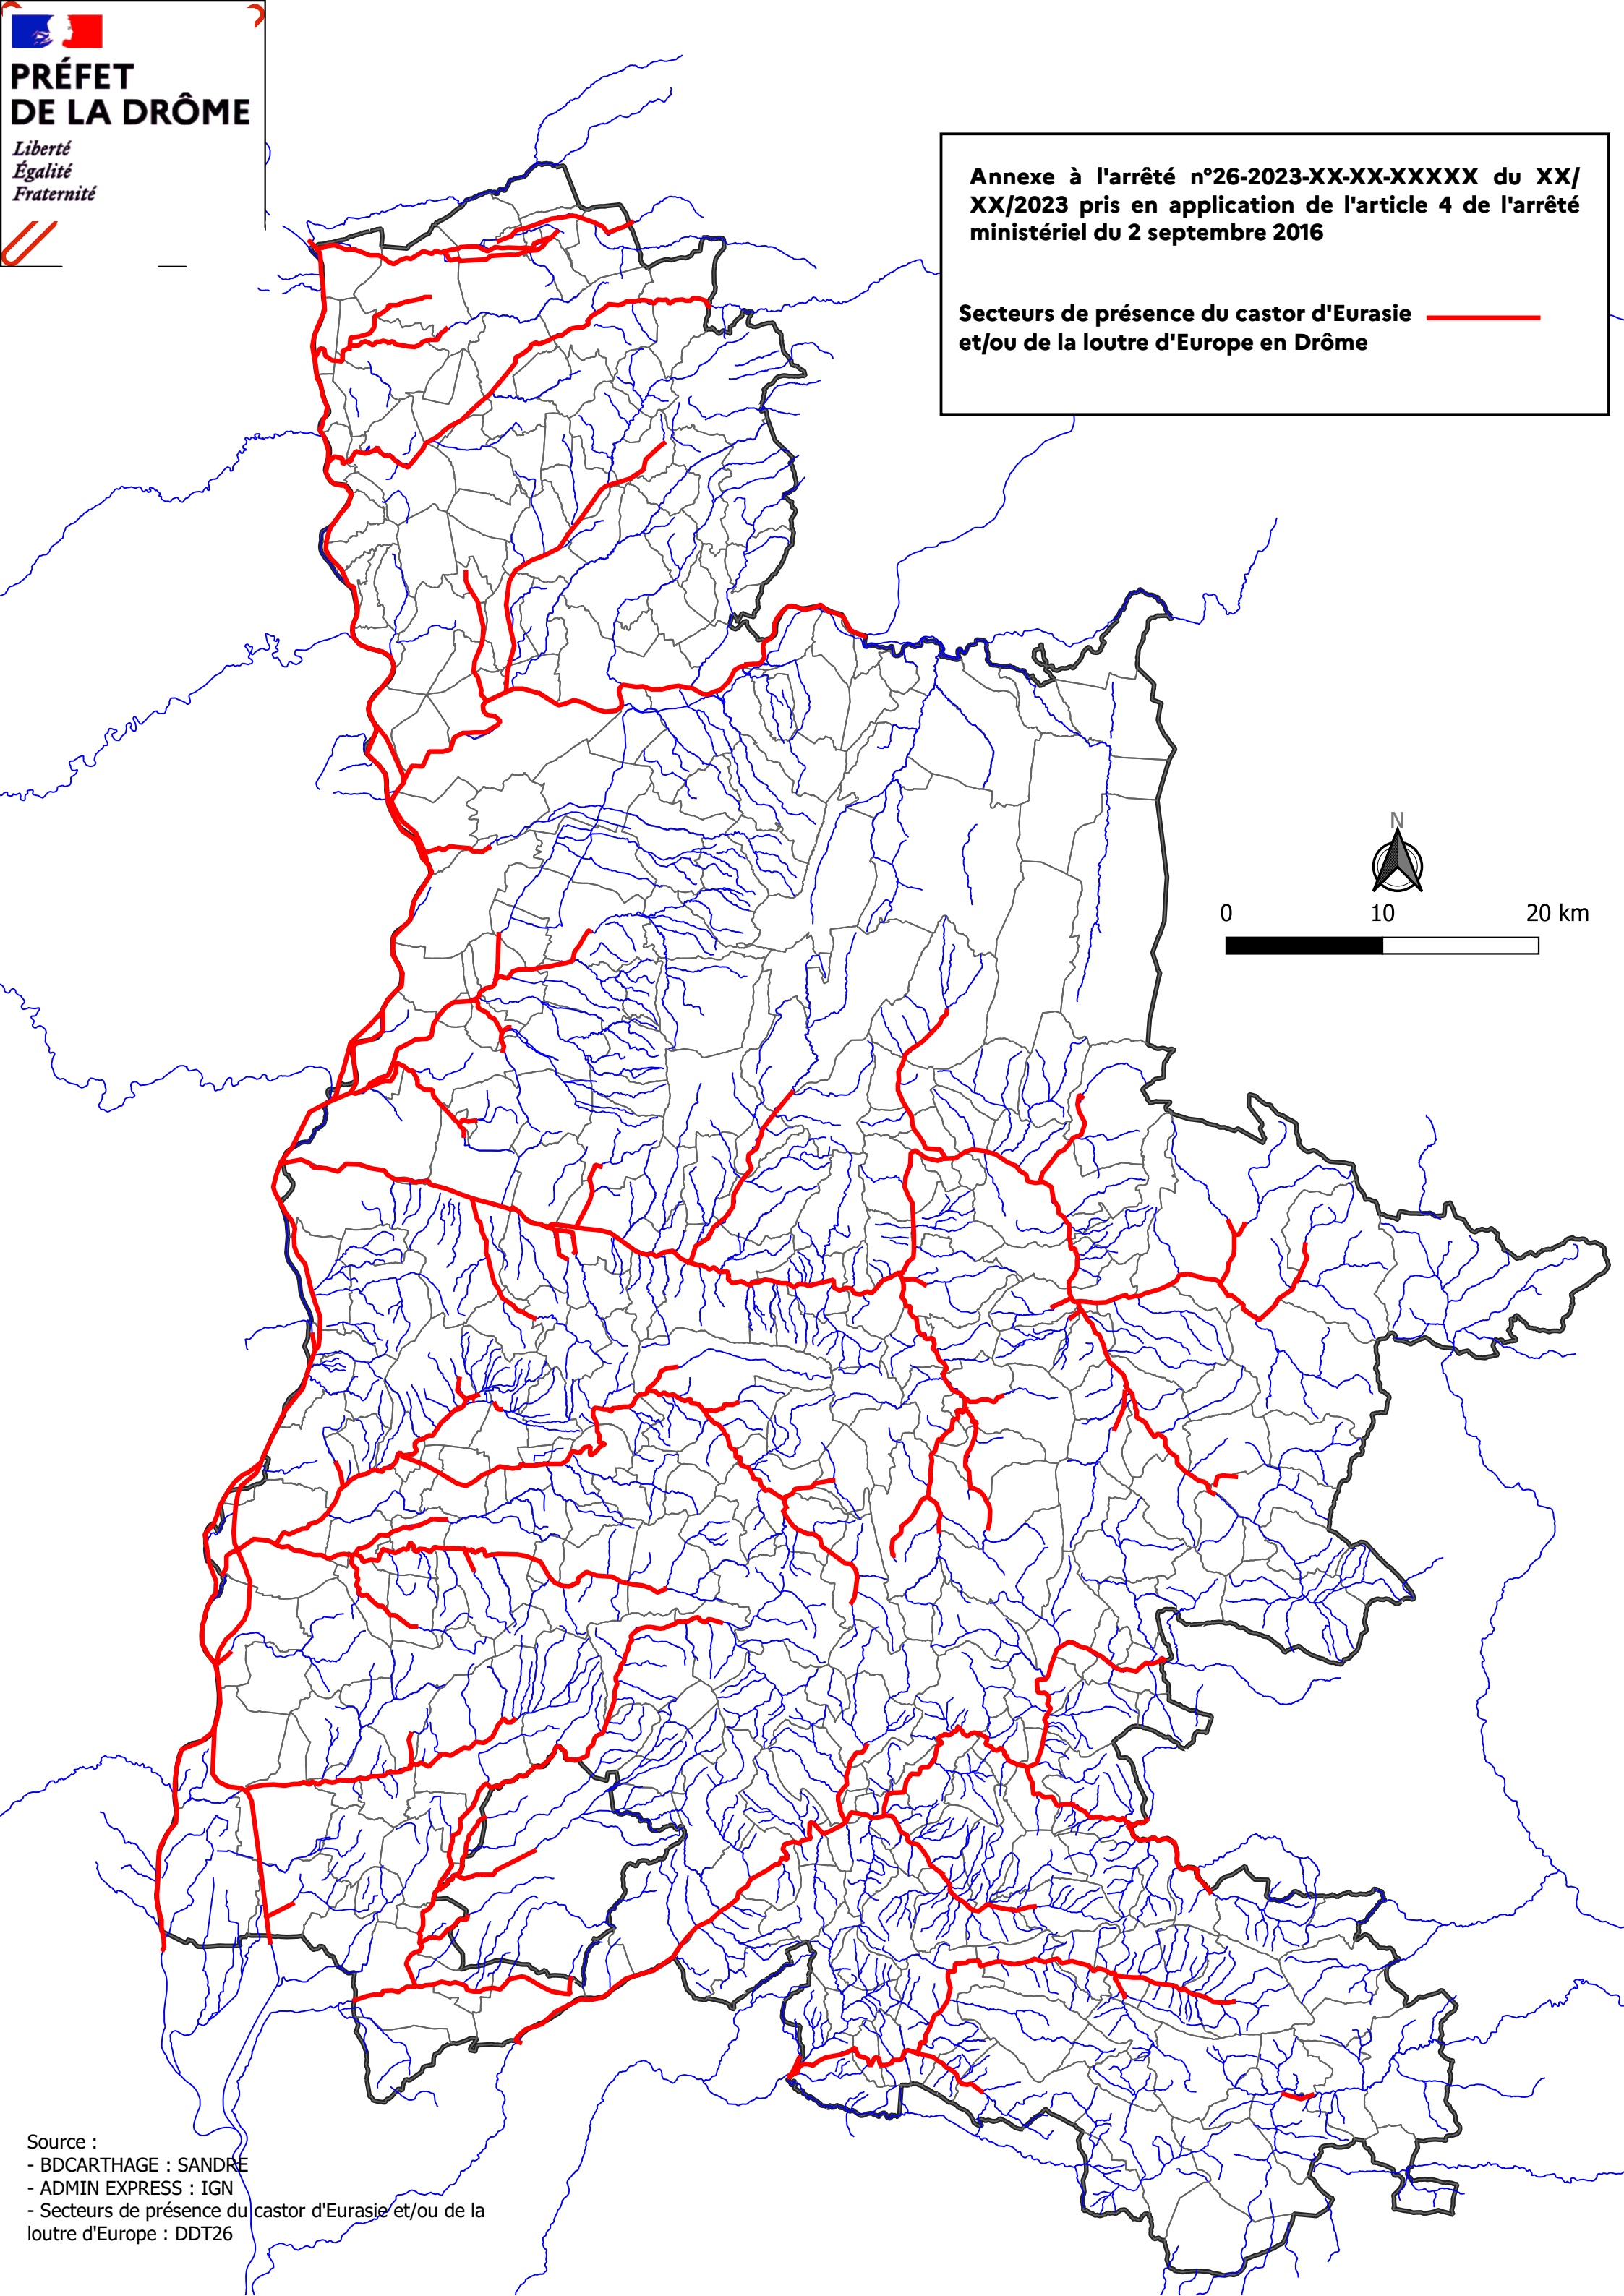 PRÉFET
DE LA DRÔME
Liberté
Égalité
Fraternité
Annexe à l'arrêté n°26-2023-XX-XX-XXXXX du XX/
XX/2023 pris en application de l'article 4 de l'arrêté
ministériel du 2 septembre 2016
Secteurs de présence du castor d'Eurasie
et/ou de la loutre d'Europe en Drôme
N
0 10 20 km
Source :
- BDCARTHAGE : SANDRE
- ADMIN EXPRESS : IGN
- Secteurs de présence du castor d'Eurasie et/ou de la
loutre d'Europe : DDT26